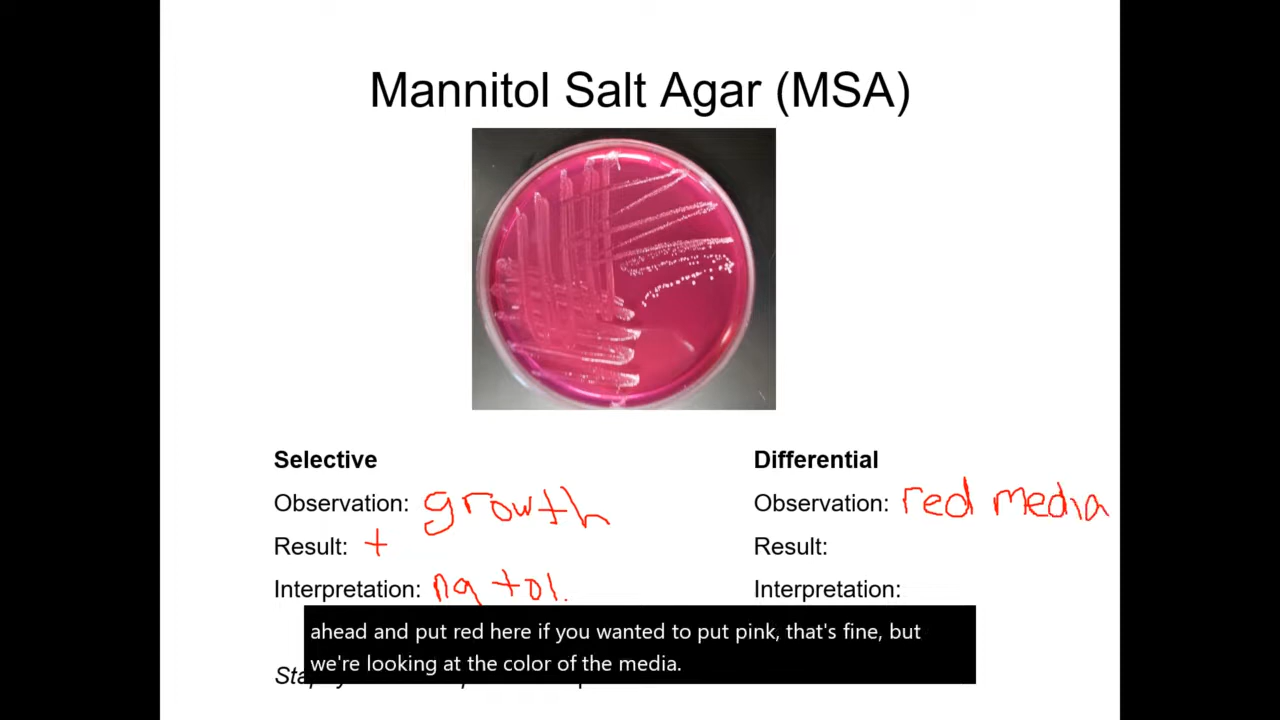 Mannitol Salt Agar (MSA)
Selective
Observation: growth
Result: +
Interpretation: na tol.
Differential
Observation: red media
Result:
Interpretation:
ahead and put red here if you wanted to put pink, that's fine, but
we're looking at the color of the media.